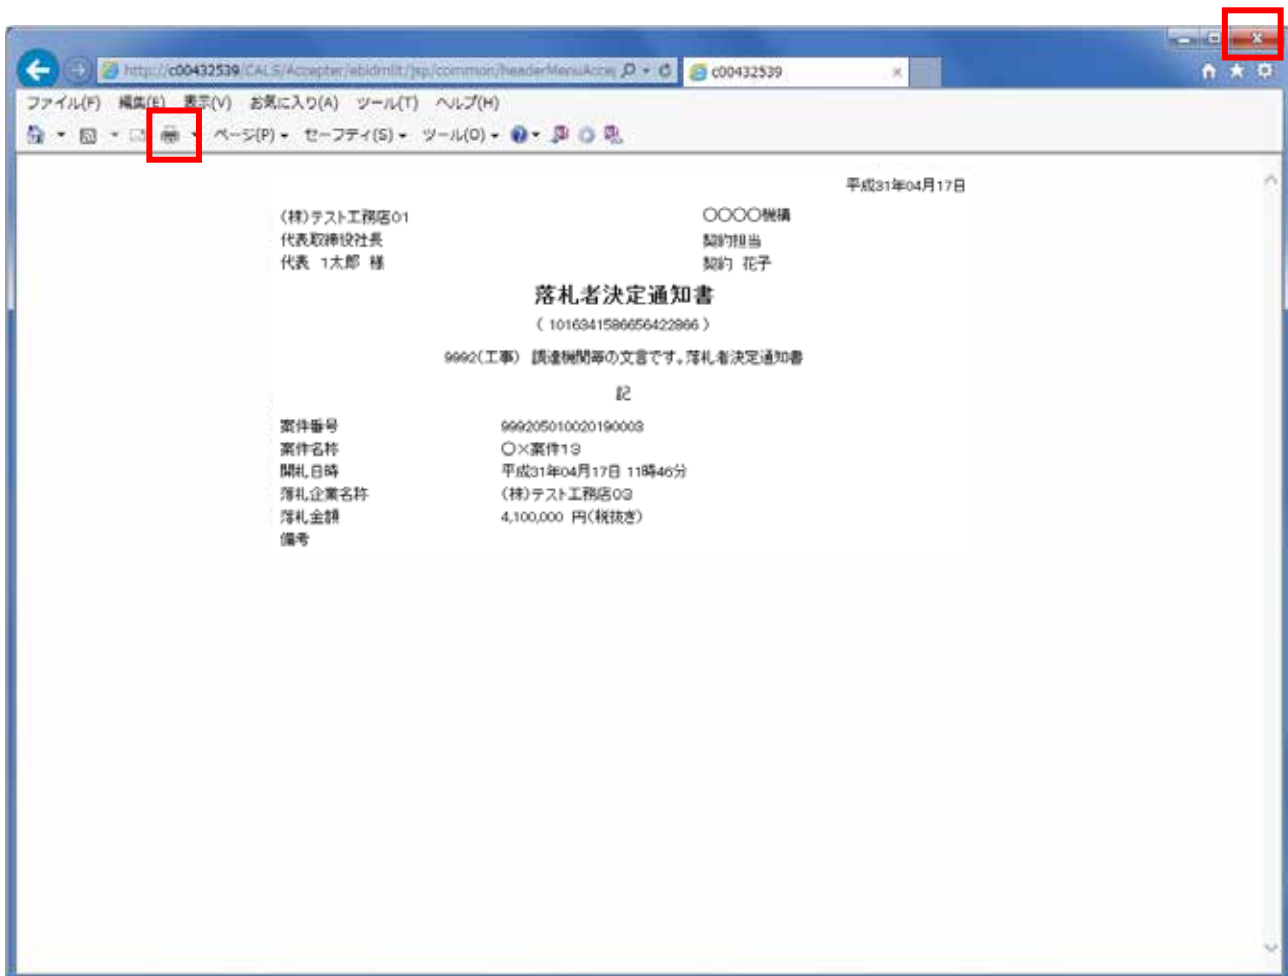 http://c00432539/CALS/Accepter/ebidmlit/jsp/common/headerMenuAccep
c00432539
ファイル(F) 編集(E) 表示(V) お気に入り(A) ツール(T) ヘルプ(H)
ページ(P) セーフティ(S) ツール(O)
平成31年04月17日
(株)テスト工務店01 〇〇〇〇機構
代表取締役社長 契約担当
代表 1太郎 様 契約 花子
落札者決定通知書
( 1016341586656422866 )
9992(工事) 調達機関毎の文言です。落札者決定通知書
記
案件番号 999205010020190003
案件名称 〇×案件13
開札日時 平成31年04月17日 11時46分
落札企業名称 (株)テスト工務店03
落札金額 4,100,000 円(税抜き)
備考